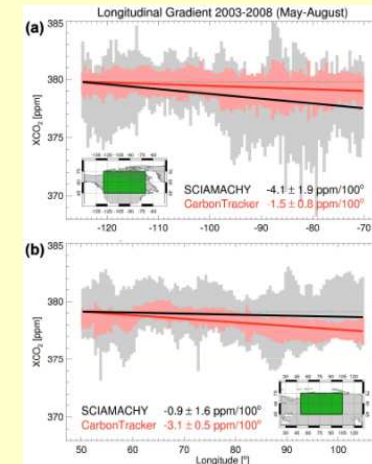 Longitudinal Gradient 2003-2008 (May-August)
(a)
385
380
375
370
XCO₂ [ppm]
SCIAMACHY -4.1 ± 1.9 ppm/100°
CarbonTracker -1.5 ± 0.8 ppm/100°
-120 -110 -100 -90 -80 -70
(b)
385
380
375
370
XCO₂ [ppm]
SCIAMACHY -0.9 ± 1.6 ppm/100°
CarbonTracker -3.1 ± 0.5 ppm/100°
50 60 70 80 90 100
Longitude [°]